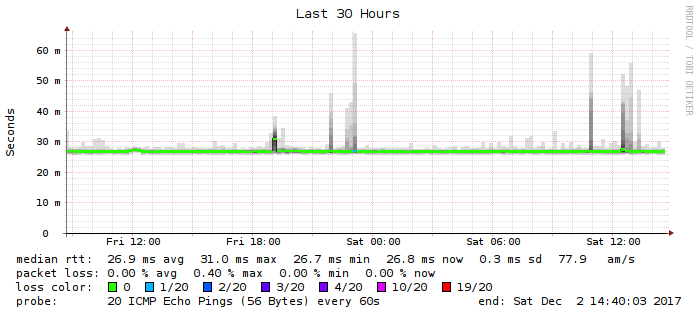 Last 30 Hours
RRDTOOL / TOBI OETIKER
Seconds
60 m
50 m
40 m
30 m
20 m
10 m
0
Fri 12:00 Fri 18:00 Sat 00:00 Sat 06:00 Sat 12:00
median rtt: 26.9 ms avg 31.0 ms max 26.7 ms min 26.8 ms now 0.3 ms sd 77.9 am/s
packet loss: 0.00 % avg 0.40 % max 0.00 % min 0.00 % now
loss color: 0 1/20 2/20 3/20 4/20 10/20 19/20
probe: 20 ICMP Echo Pings (56 Bytes) every 60s end: Sat Dec 2 14:40:03 2017